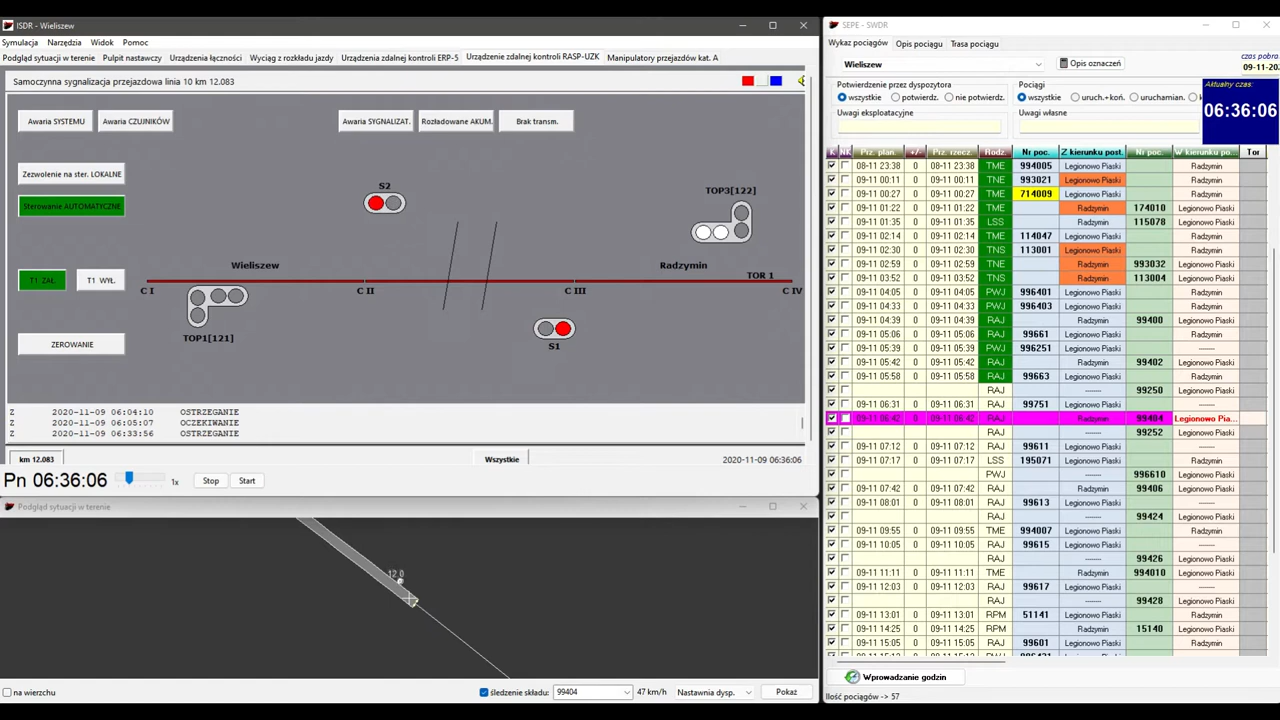 ISDR - Wieliszew
Symulacja Narzędzia Widok Pomoc
Podgląd sytuacji w terenie Pulpit nastawczy Urządzenia łączności Wyciąg z rozkładu jazdy Urządzenia zdalnej kontroli ERP-5 Urządzenia zdalnej kontroli RASP-UZK Manipulator przejazdów kat. A
Samoczynna sygnalizacja przejazdowa linia 10 km 12.083
Awaria SYSTEMU Awaria CZUJNIKÓW Awaria SYGNALIZAT. Rozładowane AKUM. Brak transm.
Zezwolenie na ster. LOKALNE
Sterowanie AUTOMATYCZNE
S2
TOP3[122]
Wieliszew Radzymin TOR 1
T1 ZAŁ. T1 WYŁ.
C I C II C III C IV
TOP1[121]
S1
ZEROWANIE
Z 2020-11-09 06:04:10 OSTRZEGANIE
Z 2020-11-09 06:05:07 OCZEKIWANIE
Z 2020-11-09 06:33:56 OSTRZEGANIE
km 12.083 Wszystkie 2020-11-09 06:36:06
Pn 06:36:06 1x Stop Start
Podgląd sytuacji w terenie
12.0
na wierzchu śledzenie składu: 99404 47 km/h Nastawnia dysp. Pokaż
SEPE - SWDR
Wykaz pociągów Opis pociągu Trasa pociągu
Wieliszew Opis oznaczeń
czas pobra
09-11-202
Potwierdzenie przez dyspozytora Pociągi
wszystkie potwierdz. nie potwierdz. wszystkie uruch.+koń. uruchamian.
Uwagi eksploatacyjne Uwagi własne
Aktualny czas:
06:36:06
K NK Prz. plan. +/- Prz. rzecz. Rodz. Nr poc. Z kierunku post. Nr poc. W kierunku po... Tor
08-11 23:38 0 08-11 23:38 TME 994005 Legionowo Piaski Radzymin
09-11 00:11 0 09-11 00:11 TNE 993021 Legionowo Piaski Radzymin
09-11 00:27 0 09-11 00:27 TME 714009 Legionowo Piaski Radzymin
09-11 01:22 0 09-11 01:22 TME Radzymin 174010 Legionowo Piaski
09-11 01:35 0 09-11 01:35 LSS Radzymin 115078 Legionowo Piaski
09-11 02:14 0 09-11 02:14 TME 114047 Legionowo Piaski Radzymin
09-11 02:30 0 09-11 02:30 TNS 113001 Legionowo Piaski Radzymin
09-11 02:59 0 09-11 02:59 TNE Radzymin 993032 Legionowo Piaski
09-11 03:52 0 09-11 03:52 TNS Radzymin 113004 Legionowo Piaski
09-11 04:05 0 09-11 04:05 PWJ 996401 Legionowo Piaski Radzymin
09-11 04:33 0 09-11 04:33 PWJ 996403 Legionowo Piaski Radzymin
09-11 04:39 0 09-11 04:39 RAJ Radzymin 99400 Legionowo Piaski
09-11 05:06 0 09-11 05:06 RAJ 99661 Legionowo Piaski Radzymin
09-11 05:39 0 09-11 05:39 PWJ 996251 Legionowo Piaski -------
09-11 05:42 0 09-11 05:42 RAJ Radzymin 99402 Legionowo Piaski
09-11 05:58 0 09-11 05:58 RAJ 99663 Legionowo Piaski Radzymin
0 RAJ ------- 99250 Legionowo Piaski
09-11 06:31 0 09-11 06:31 RAJ 99751 Legionowo Piaski -------
09-11 06:42 0 09-11 06:42 RAJ Radzymin 99404 Legionowo Pia...
0 RAJ ------- 99252 Legionowo Piaski
09-11 07:12 0 09-11 07:12 RAJ 99611 Legionowo Piaski Radzymin
09-11 07:17 0 09-11 07:17 LSS 195071 Legionowo Piaski Radzymin
0 PWJ ------- 996610 Legionowo Piaski
09-11 07:42 0 09-11 07:42 RAJ Radzymin 99406 Legionowo Piaski
09-11 08:01 0 09-11 08:01 RAJ 99613 Legionowo Piaski Radzymin
0 RAJ ------- 99424 Legionowo Piaski
09-11 09:55 0 09-11 09:55 TME 994007 Legionowo Piaski Radzymin
09-11 10:05 0 09-11 10:05 RAJ 99615 Legionowo Piaski -------
0 RAJ ------- 99426 Legionowo Piaski
09-11 11:11 0 09-11 11:11 TME Radzymin 994010 Legionowo Piaski
09-11 12:03 0 09-11 12:03 RAJ 99617 Legionowo Piaski -------
0 RAJ ------- 99428 Legionowo Piaski
09-11 13:01 0 09-11 13:01 RPM 51141 Legionowo Piaski Radzymin
09-11 14:25 0 09-11 14:25 RPM Radzymin 15140 Legionowo Piaski
09-11 15:05 0 09-11 15:05 RAJ 99601 Legionowo Piaski Radzymin
Wprowadzanie godzin
Ilość pociągów -> 57